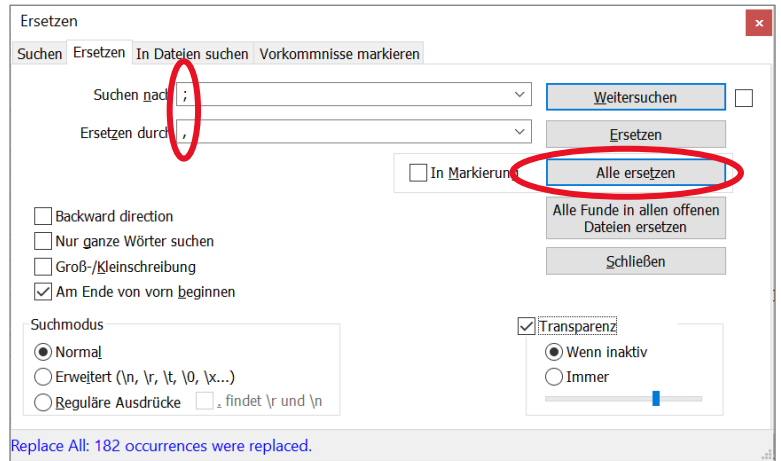 Ersetzen
Suchen Ersetzen In Dateien suchen Vorkommnisse markieren
Suchen nach ; Weitersuchen
Ersetzen durch , Ersetzen
In Markierung Alle ersetzen
Alle Funde in allen offenen
Dateien ersetzen
Backward direction
Nur ganze Wörter suchen
Groß-/Kleinschreibung Schließen
Am Ende von vorn beginnen
Suchmodus Transparenz
Normal Wenn inaktiv
Erweitert (\n, \r, \t, \0, \x...) Immer
Reguläre Ausdrücke . findet \r und \n
Replace All: 182 occurrences were replaced.